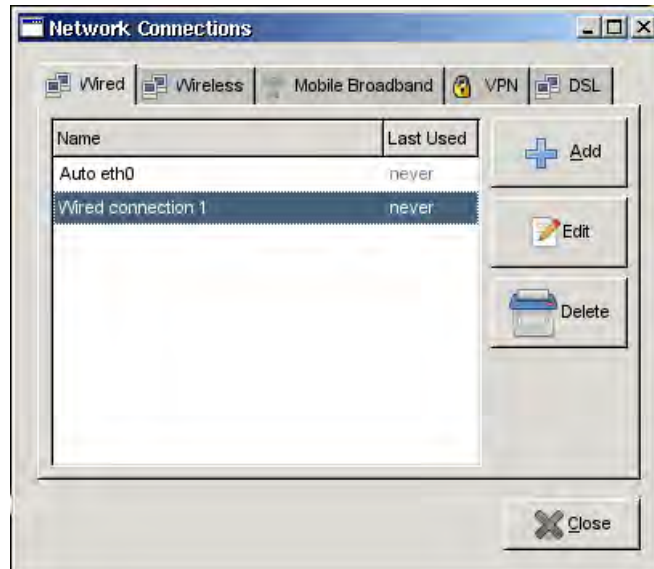 Network Connections
Wired Wireless Mobile Broadband VPN DSL
Name Last Used
Auto eth0 never
Wired connection 1 never
Add
Edit
Delete
Close